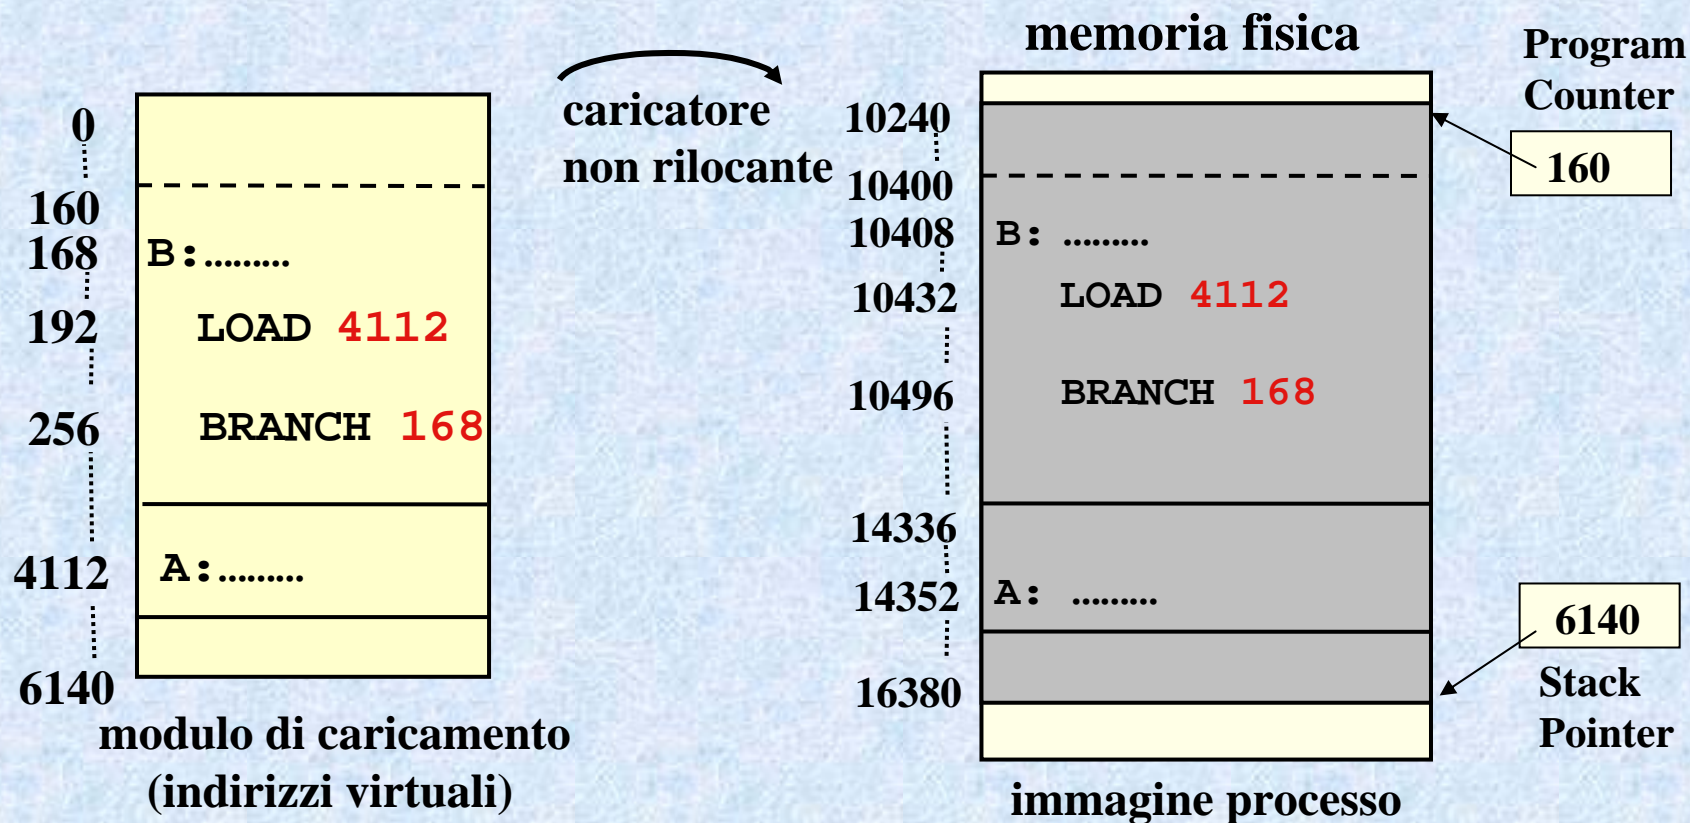 memoria fisica
Program
Counter
160
caricatore
non rilocante
0
160
168
192
256
4112
6140
B:.........
LOAD 4112
BRANCH 168
A:.........
modulo di caricamento
(indirizzi virtuali)
10240
10400
10408
10432
10496
14336
14352
16380
B: .........
LOAD 4112
BRANCH 168
A: .........
immagine processo
6140
Stack
Pointer